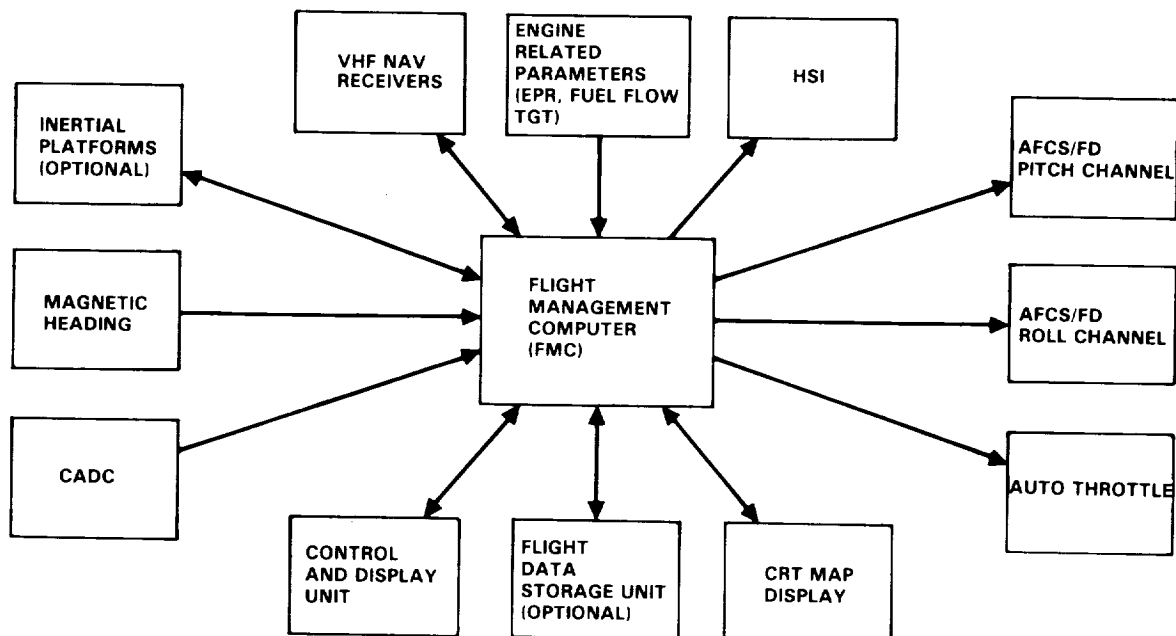 ENGINE
RELATED
PARAMETERS
(EPR, FUEL FLOW
TGT)
VHF NAV
RECEIVERS
HSI
INERTIAL
PLATFORMS
(OPTIONAL)
AFCS/FD
PITCH CHANNEL
MAGNETIC
HEADING
FLIGHT
MANAGEMENT
COMPUTER
(FMC)
AFCS/FD
ROLL CHANNEL
CADC
AUTO THROTTLE
CONTROL
AND DISPLAY
UNIT
FLIGHT
DATA
STORAGE UNIT
(OPTIONAL)
CRT MAP
DISPLAY